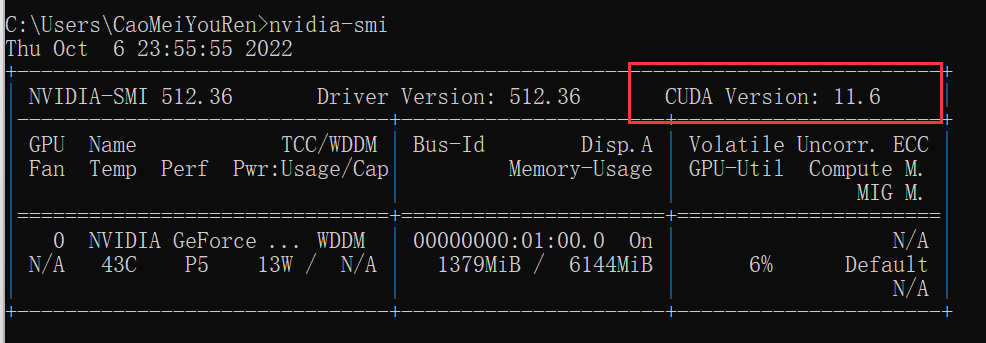 C:\Users\CaoMeiYouRen>nvidia-smi
Thu Oct  6 23:55:55 2022
NVIDIA-SMI 512.36       Driver Version: 512.36       CUDA Version: 11.6
GPU  Name            TCC/WDDM | Bus-Id        Disp.A | Volatile Uncorr. ECC
Fan  Temp  Perf  Pwr:Usage/Cap|         Memory-Usage | GPU-Util  Compute M.
MIG M.
0  NVIDIA GeForce ...  WDDM  | 00000000:01:00.0  On |                  N/A
N/A   43C    P5    13W /  N/A |   1379MiB /  6144MiB |      6%      Default
N/A